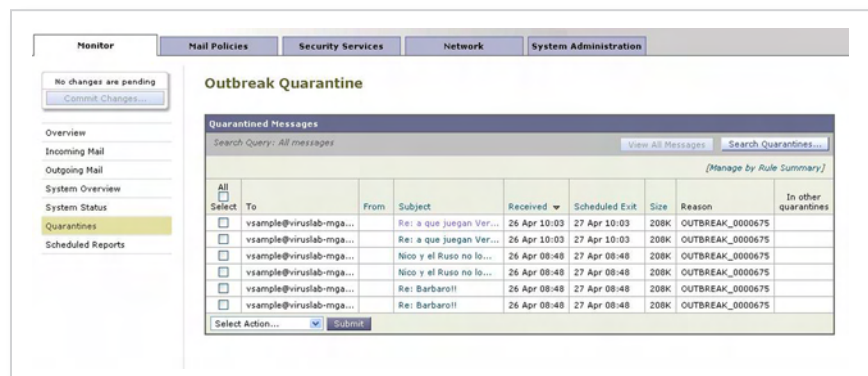 Monitor Mail Policies Security Services Network System Administration
No changes are pending
Commit Changes...
Overview
Incoming Mail
Outgoing Mail
System Overview
System Status
Quarantines
Scheduled Reports
Outbreak Quarantine
Quarantined Messages
Search Query: All messages View All Messages Search Quarantines...
[Manage by Rule Summary]
All
Select To From Subject Received Scheduled Exit Size Reason In other quarantines
vsample@viruslab-mga... Re: a que juegan Ver... 26 Apr 10:03 27 Apr 10:03 208K OUTBREAK_0000675
vsample@viruslab-mga... Re: a que juegan Ver... 26 Apr 10:03 27 Apr 10:03 208K OUTBREAK_0000675
vsample@viruslab-mga... Nico y el Ruso no lo... 26 Apr 08:48 27 Apr 08:48 208K OUTBREAK_0000675
vsample@viruslab-mga... Nico y el Ruso no lo... 26 Apr 08:48 27 Apr 08:48 208K OUTBREAK_0000675
vsample@viruslab-mga... Re: Barbaro!! 26 Apr 08:48 27 Apr 08:48 208K OUTBREAK_0000675
vsample@viruslab-mga... Re: Barbaro!! 26 Apr 08:48 27 Apr 08:48 208K OUTBREAK_0000675
Select Action... Submit